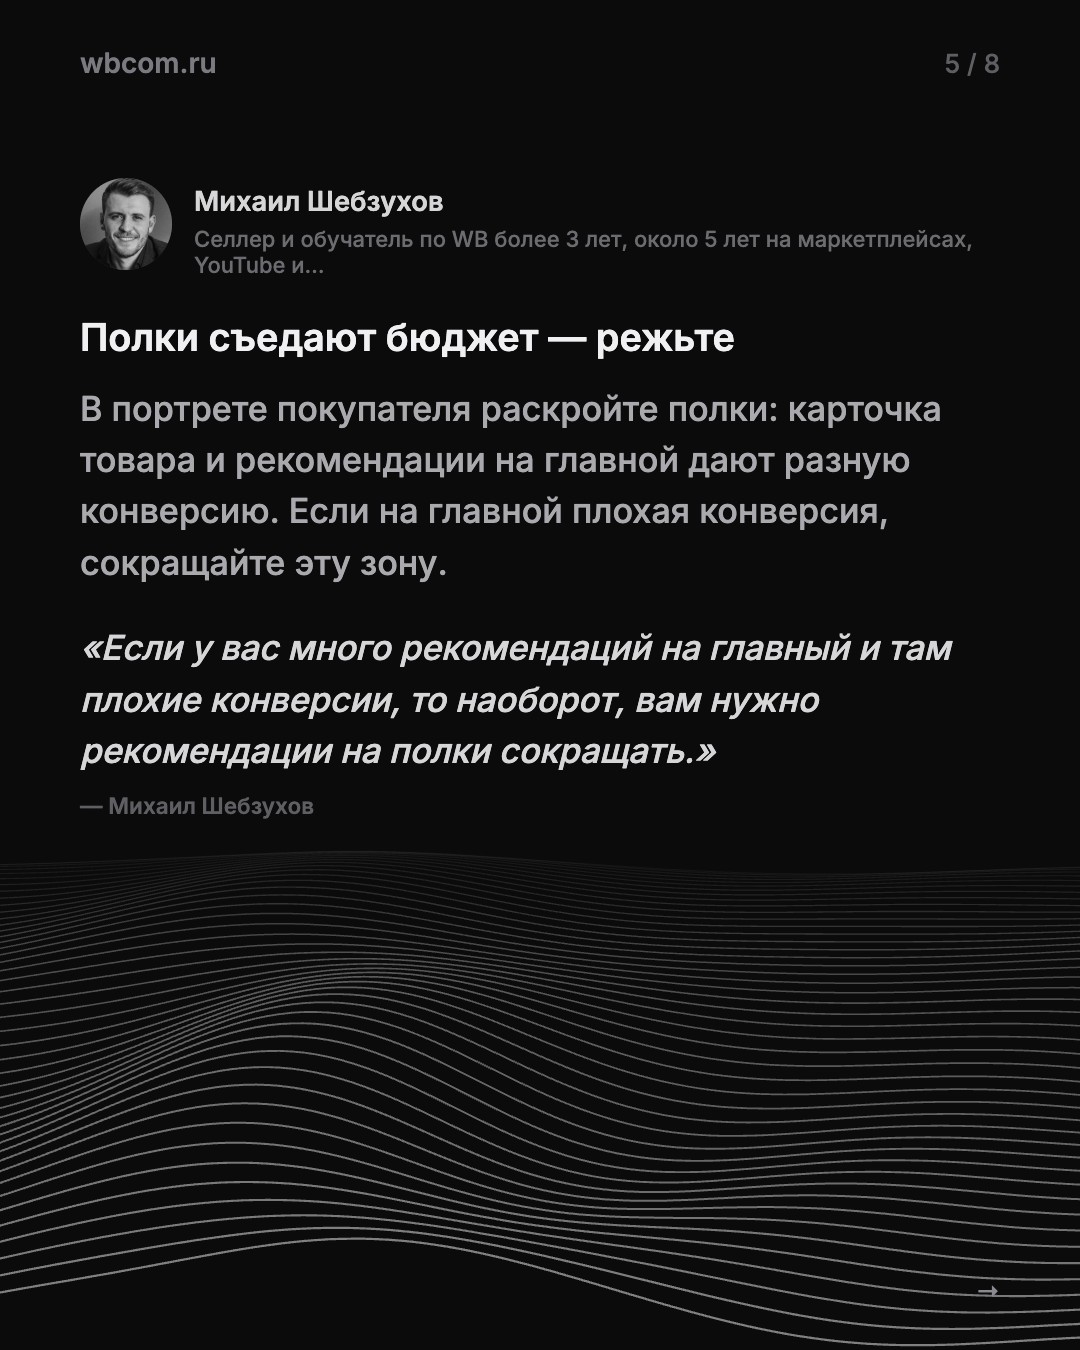 wbcom.ru
5 / 8
Михаил Шебзухов
Селлер и обучатель по WB более 3 лет, около 5 лет на маркетплейсах,
YouTube и...
Полки съедают бюджет — режьте
В портрете покупателя раскройте полки: карточка
товара и рекомендации на главной дают разную
конверсию. Если на главной плохая конверсия,
сокращайте эту зону.
«Если у вас много рекомендаций на главный и там
плохие конверсии, то наоборот, вам нужно
рекомендации на полки сокращать.»
— Михаил Шебзухов
→